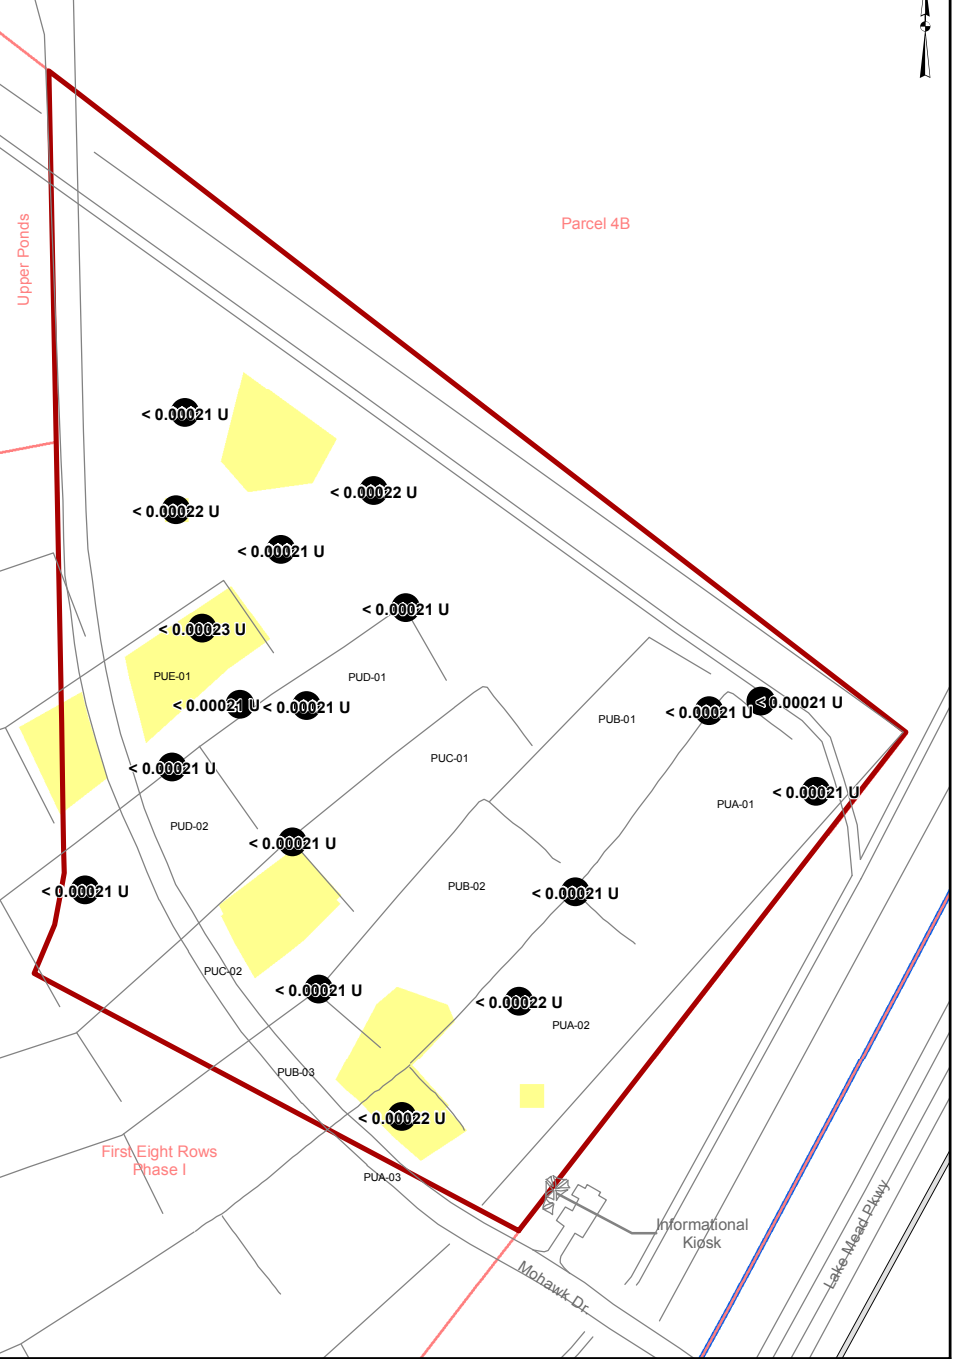 Parcel 4B
Upper Ponds
< 0.00021 U
< 0.00022 U
< 0.00022 U
< 0.00021 U
< 0.00021 U
< 0.00023 U
PUE-01
PUD-01
< 0.00021 U
< 0.00021 U
< 0.00021 U
< 0.00021 U
PUB-01
PUC-01
< 0.00021 U
< 0.00021 U
PUA-01
PUD-02
< 0.00021 U
< 0.00021 U
PUB-02
< 0.00021 U
PUC-02
< 0.00021 U
< 0.00022 U
PUA-02
PUB-03
< 0.00022 U
First Eight Rows
Phase I
PUA-03
Informational
Kiosk
Lake Mead Pkwy
Mohawk Dr